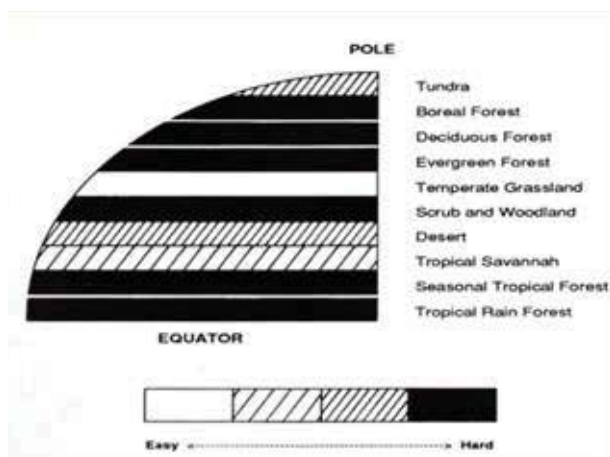 POLE
Tundra
Boreal Forest
Deciduous Forest
Evergreen Forest
Temperate Grassland
Scrub and Woodland
Desert
Tropical Savannah
Seasonal Tropical Forest
Tropical Rain Forest
EQUATOR
Easy Hard